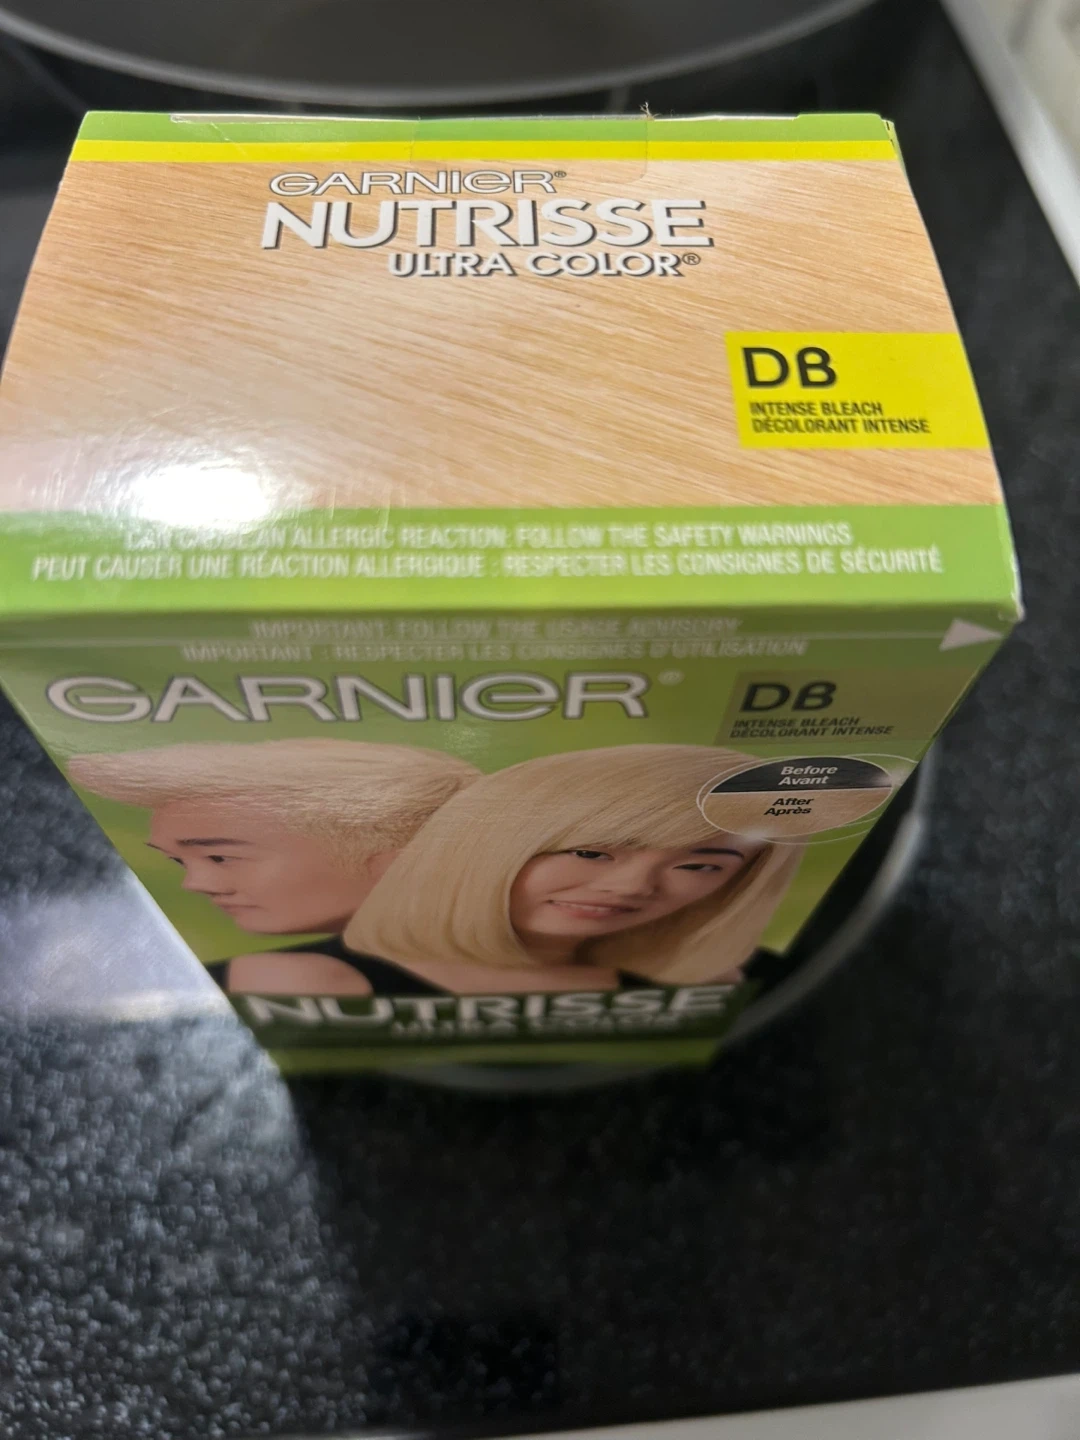 GARNIER®
NUTRISSE
ULTRA COLOR®
DB
INTENSE BLEACH
DÉCOLORANT INTENSE
CAN CAUSE AN ALLERGIC REACTION: FOLLOW THE SAFETY WARNINGS
PEUT CAUSER UNE RÉACTION ALLERGIQUE : RESPECTER LES CONSIGNES DE SÉCURITÉ
IMPORTANT: FOLLOW THE USAGE ADVISORY
IMPORTANT : RESPECTER LES CONSIGNES D'UTILISATION
GARNIER®
DB
INTENSE BLEACH
DÉCOLORANT INTENSE
Before
Avant
After
Après
NUTRISSE
ULTRA COLOR